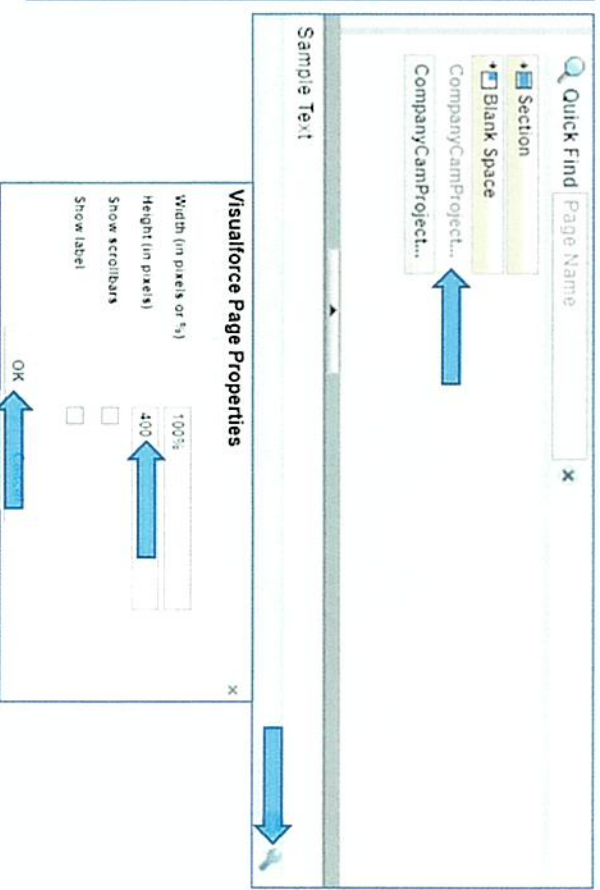 Quick Find Page Name x
Section
Blank Space
CompanyCamProject...
CompanyCamProject...
Sample Text
Visualforce Page Properties x
Width (in pixels or %) 100%
Height (in pixels) 400
Show scrollbars
Show label
OK